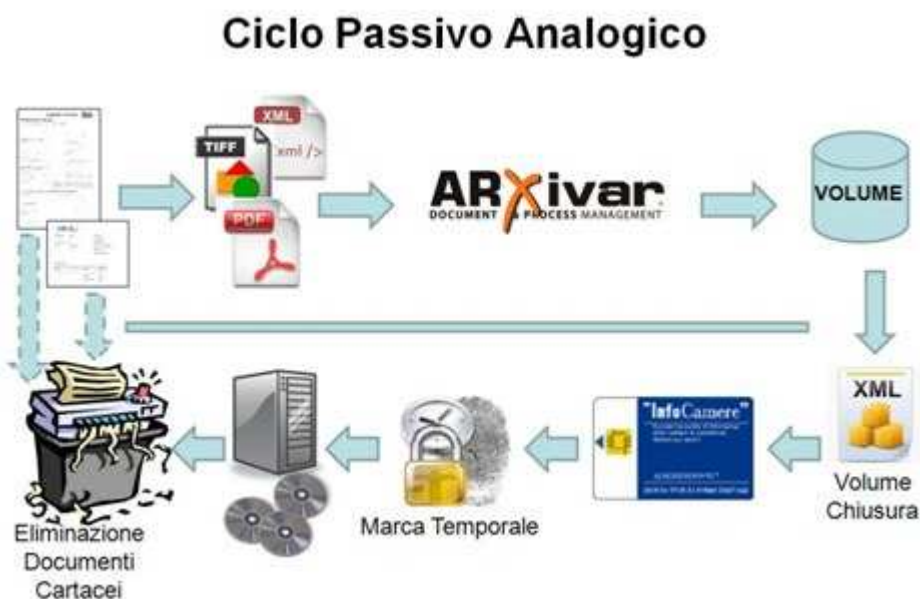 Ciclo Passivo Analogico
XML
xml />
TIFF
PDF
ARXivar
DOCUMENT & PROCESS MANAGEMENT
VOLUME
XML
Volume
Chiusura
"InfoCamere"
Marca Temporale
Eliminazione
Documenti
Cartacei